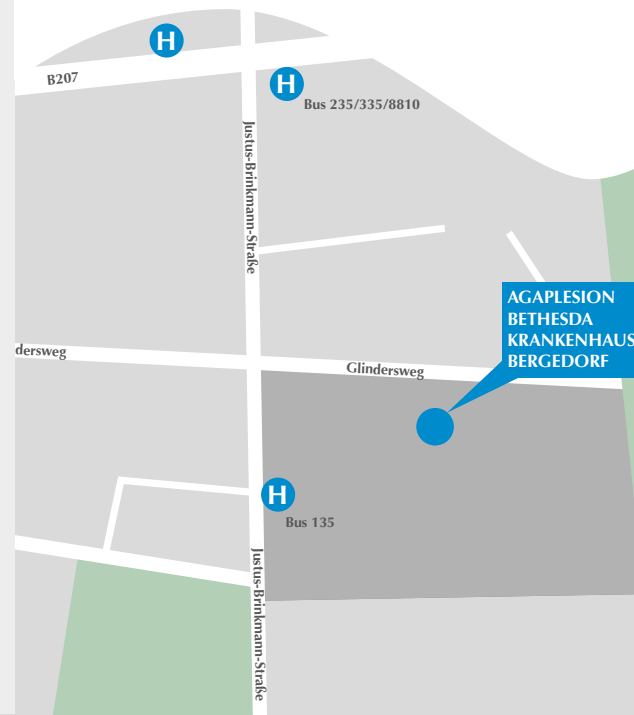 H
B207
H
Bus 235/335/8810
Justus-Brinkmann-Straße
AGAPLESION
BETHESDA
KRANKENHAUS
BERGEDORF
dersweg
Glindersweg
H
Bus 135
Justus-Brinkmann-Straße